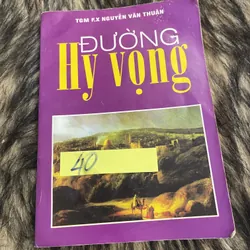 TGM P.X NGUYỄN VĂN THUẬN
ĐƯỜNG
Hy vọng
40